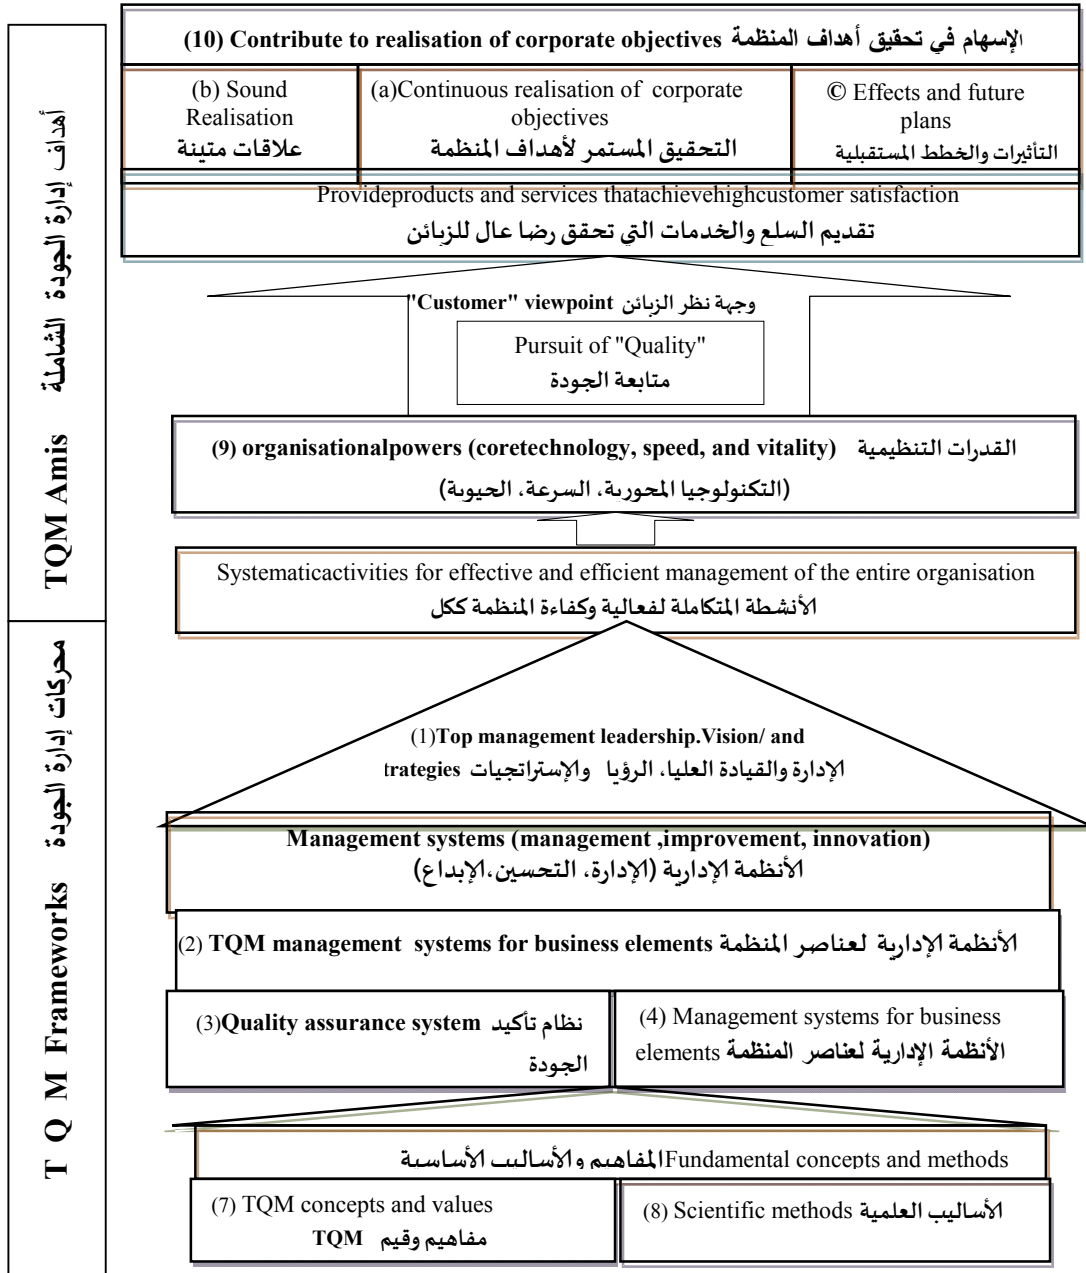 (10) Contribute to realisation of corporate objectives الإسهام في تحقيق أهداف المنظمة
(b) Sound
Realisation
علاقات متينة
(a)Continuous realisation of corporate
objectives
التحقيق المستمر لأهداف المنظمة
© Effects and future
plans
التأثيرات والخطط المستقبلية
Provideproducts and services thatachievehighcustomer satisfaction
تقديم السلع والخدمات التي تحقق رضا عال للزبائن
"Customer" viewpoint وجهة نظر الزبائن
Pursuit of "Quality"
متابعة الجودة
(9) organisationalpowers (coretechnology, speed, and vitality) القدرات التنظيمية
(التكنولوجيا المحورية، السرعة، الحيوية)
Systematicactivities for effective and efficient management of the entire organisation
الأنشطة المتكاملة لفعالية وكفاءة المنظمة ككل
أهداف إدارة الجودة الشاملة
TQM Amis
(1)Top management leadership.Vision/ and
trategies الإدارة والقيادة العليا، الرؤيا والإستراتجيات
Management systems (management ,improvement, innovation)
الأنظمة الإدارية (الإدارة، التحسين،الإبداع)
(2) TQM management systems for business elements الأنظمة الإدارية لعناصر المنظمة
(3)Quality assurance system نظام تأكيد
الجودة
(4) Management systems for business
elements الأنظمة الإدارية لعناصر المنظمة
المفاهيم والأساليب الأساسية Fundamental concepts and methods
(7) TQM concepts and values
مفاهيم وقيم TQM
(8) Scientific methods الأساليب العلمية
محركات إدارة الجودة
T Q M Frameworks